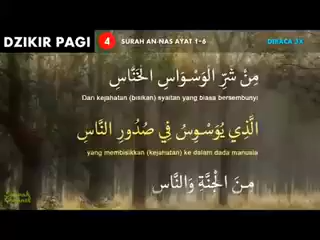 DZIKIR PAGI
4
SURAH AN-NAS AYAT 1-6
DIBACA 3X
مِنْ شَرِّ الْوَسْوَاسِ الْخَنَّاسِ
Dari kejahatan (bisikan) syaitan yang biasa bersembunyi
الَّذِي يُوَسْوِسُ فِي صُدُورِ النَّاسِ
yang membisikkan (kejahatan) ke dalam dada manusia
مِنَ الْجِنَّةِ وَالنَّاسِ